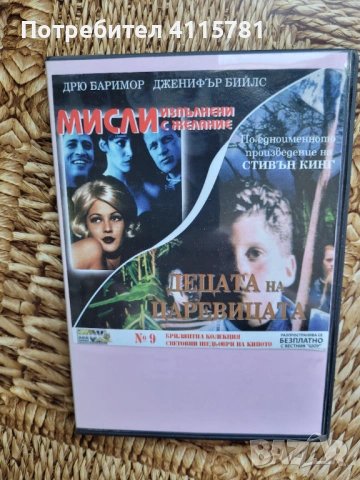 Потребител 4115781
ДРЮ БАРИМОР ДЖЕНИФЪР БИЙЛС
МИСЛИ
ИЗПЪЛНЕНИ
С ЖЕЛАНИЕ
По едноименното
произведение на
СТИВЪН КИНГ
ДЕЦАТА НА
ЦАРЕВИЦАТА
№ 9
БРИЛЯНТНА КОЛЕКЦИЯ
СВЕТОВНИ ШЕДЬОВРИ НА КИНОТО
РАЗПРОСТРАНЯВА СЕ
БЕЗПЛАТНО
С ВЕСТНИК